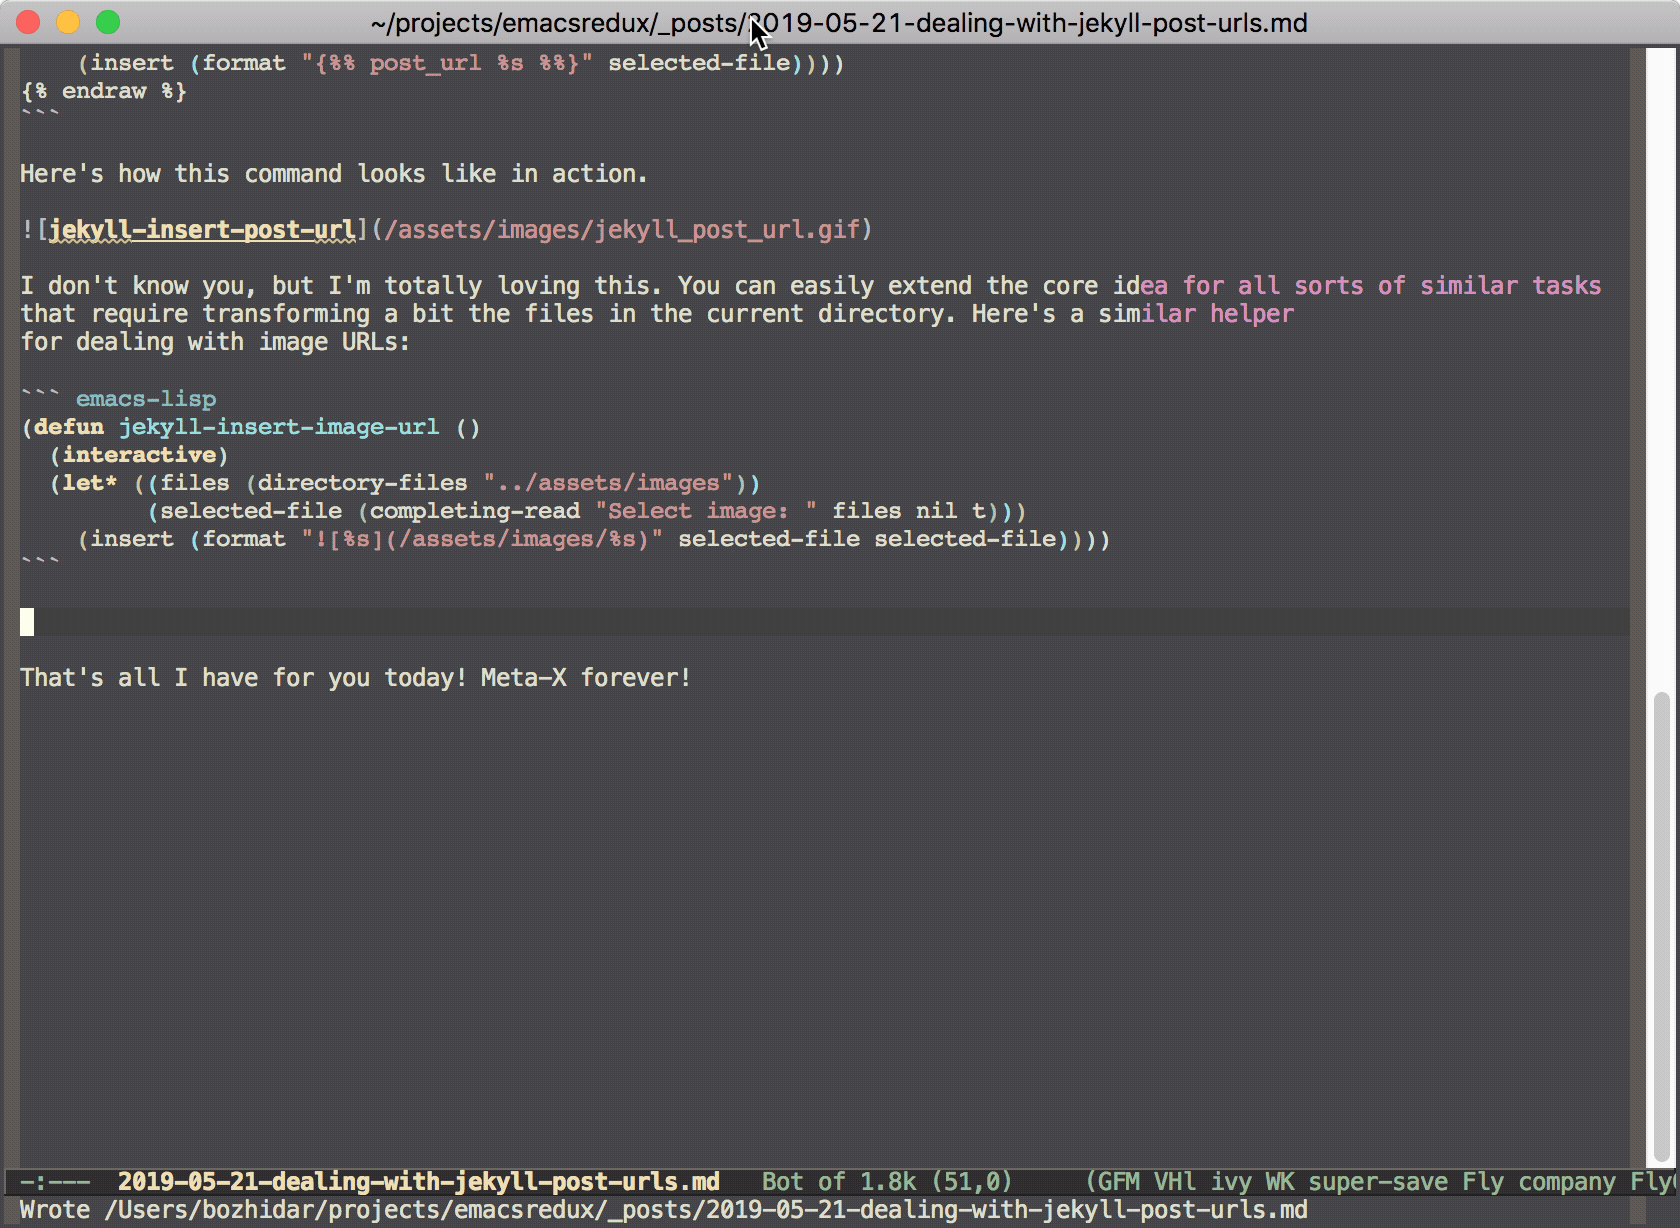 ~/projects/emacsredux/_posts/2019-05-21-dealing-with-jekyll-post-urls.md
(insert (format "{%% post_url %s %%}" selected-file))))
{% endraw %}
```
Here's how this command looks like in action.
![jekyll-insert-post-url](/assets/images/jekyll_post_url.gif)
I don't know you, but I'm totally loving this. You can easily extend the core idea for all sorts of similar tasks
that require transforming a bit the files in the current directory. Here's a similar helper
for dealing with image URLs:
``` emacs-lisp
(defun jekyll-insert-image-url ()
  (interactive)
  (let* ((files (directory-files "../assets/images"))
         (selected-file (completing-read "Select image: " files nil t)))
    (insert (format "![%s](/assets/images/%s)" selected-file selected-file))))
```
That's all I have for you today! Meta-X forever!
-:---  2019-05-21-dealing-with-jekyll-post-urls.md   Bot of 1.8k (51,0)     (GFM VHl ivy WK super-save Fly company Fly
Wrote /Users/bozhidar/projects/emacsredux/_posts/2019-05-21-dealing-with-jekyll-post-urls.md